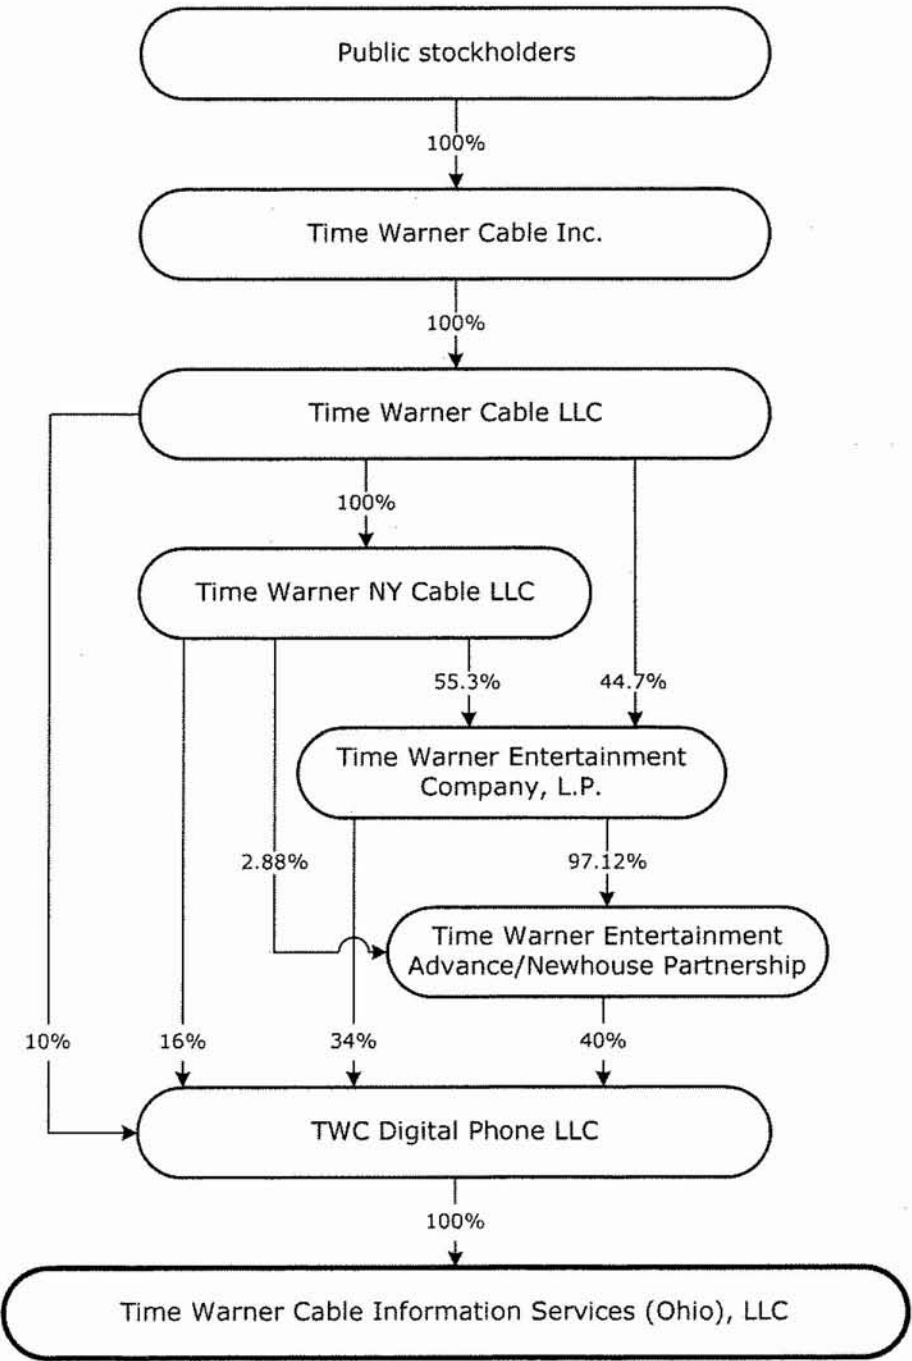 Public stockholders
100%
Time Warner Cable Inc.
100%
Time Warner Cable LLC
100%
Time Warner NY Cable LLC
55.3%
44.7%
Time Warner Entertainment
Company, L.P.
2.88%
97.12%
Time Warner Entertainment
Advance/Newhouse Partnership
10%
16%
34%
40%
TWC Digital Phone LLC
100%
Time Warner Cable Information Services (Ohio), LLC